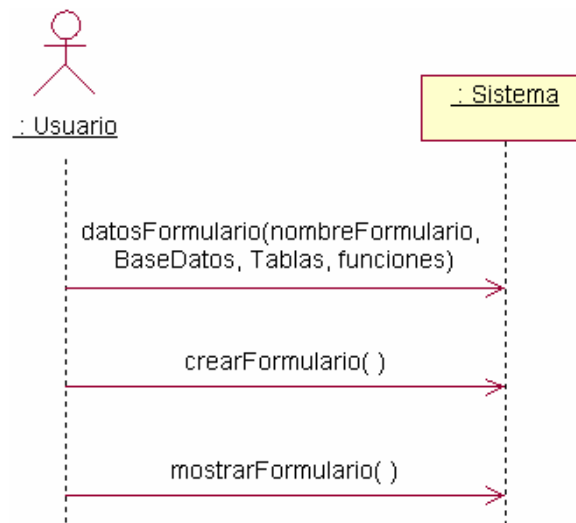 : Usuario
: Sistema
datosFormulario(nombreFormulario,
BaseDatos, Tablas, funciones)
crearFormulario( )
mostrarFormulario( )